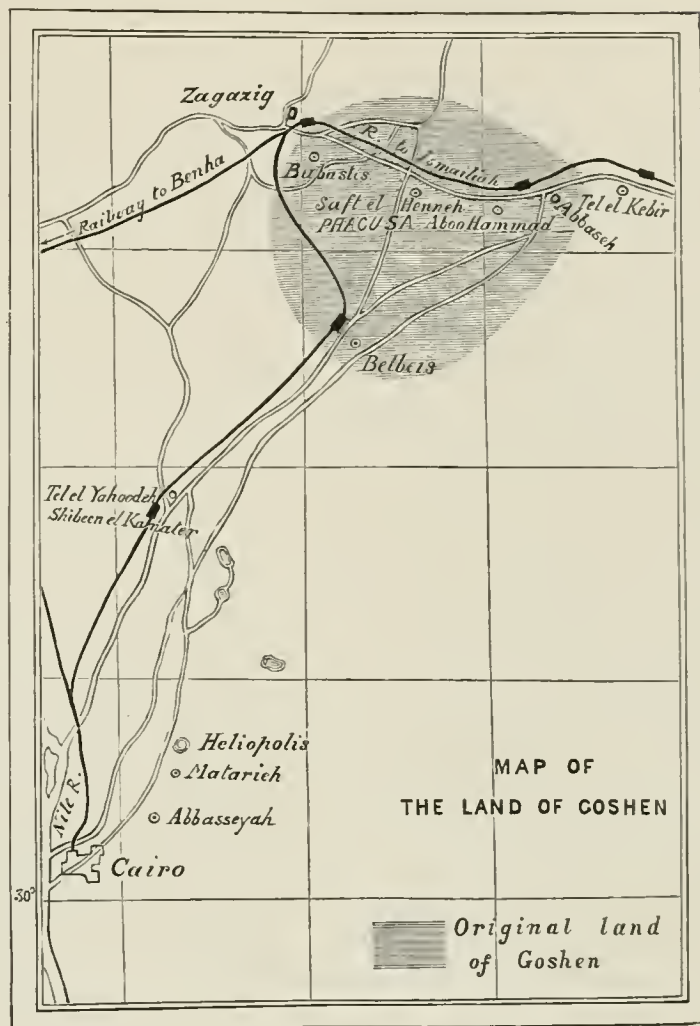 Zagazig
Railway to Benha
R. to Ismailiah
Bubastis
Saft el Henneh
PHACUSA Aboo Hammad
Abbaseh
Tel el Kebir
Belbeis
Tel el Yahoodeh
Shibeen el Kanater
Heliopolis
Matarieh
Abbasseyah
Nile R.
Cairo
30°
MAP OF
THE LAND OF GOSHEN
Original land
of Goshen